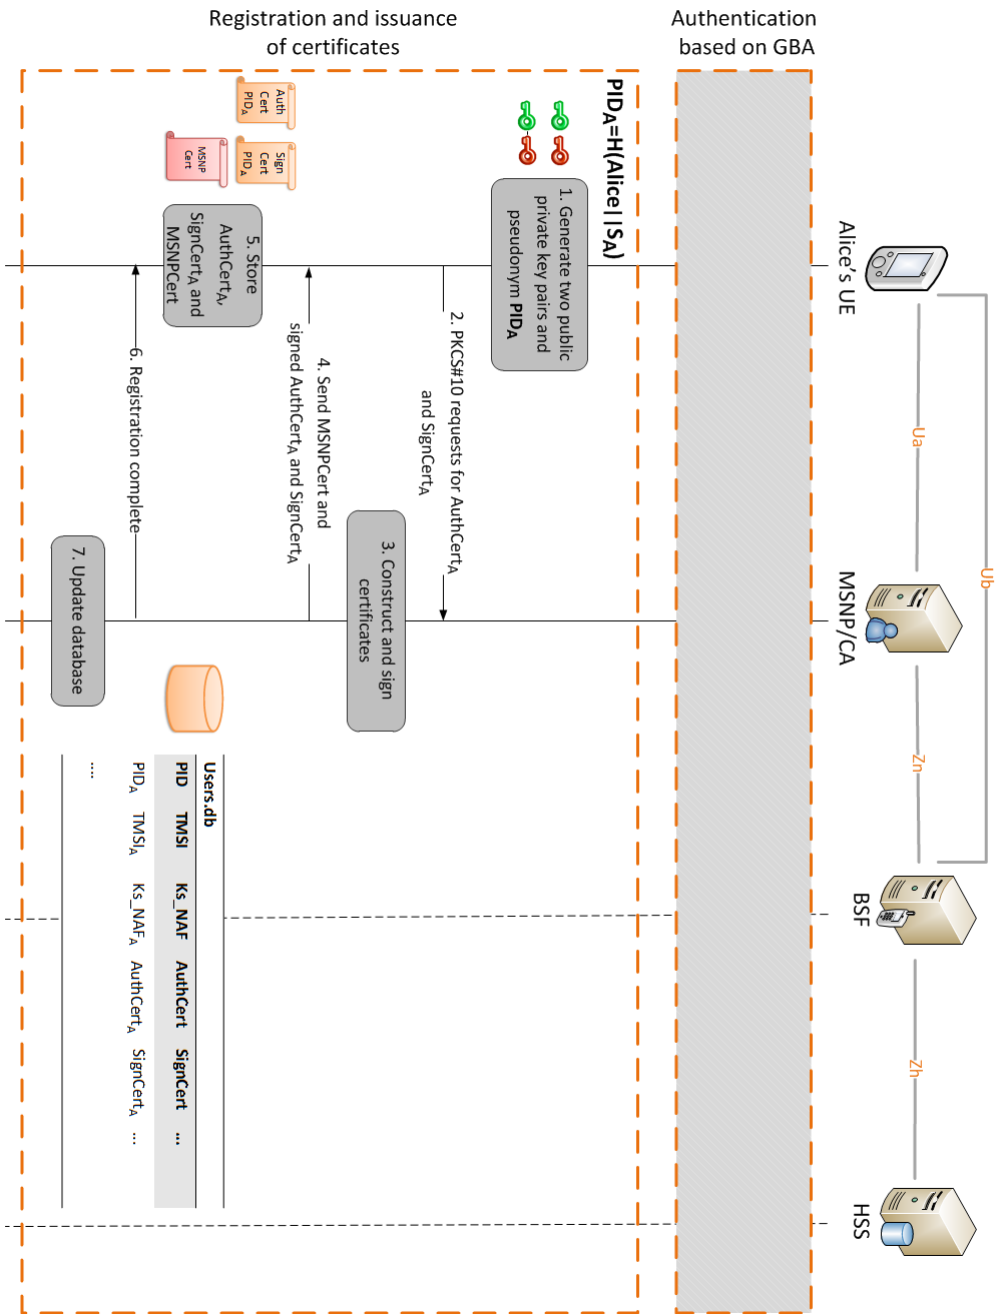 Alice's UE
MSNP/CA
BSF
HSS
Ua
Ub
Zn
Zh
Authentication
based on GBA
Registration and issuance
of certificates
PIDA=H(Alice||SA)
1. Generate two public
private key pairs and
pseudonym PIDA
2. PKCS#10 requests for AuthCertA
and SignCertA
3. Construct and sign
certificates
4. Send MSNPCert and
signed AuthCertA and SignCertA
Auth
Cert
PIDA
Sign
Cert
PIDA
MSNP
Cert
5. Store
AuthCertA,
SignCertA and
MSNPCert
6. Registration complete
7. Update database
Users.db
PID TMSI Ks_NAF AuthCert SignCert ...
PIDA TMSIA Ks_NAFA AuthCertA SignCertA ...
....